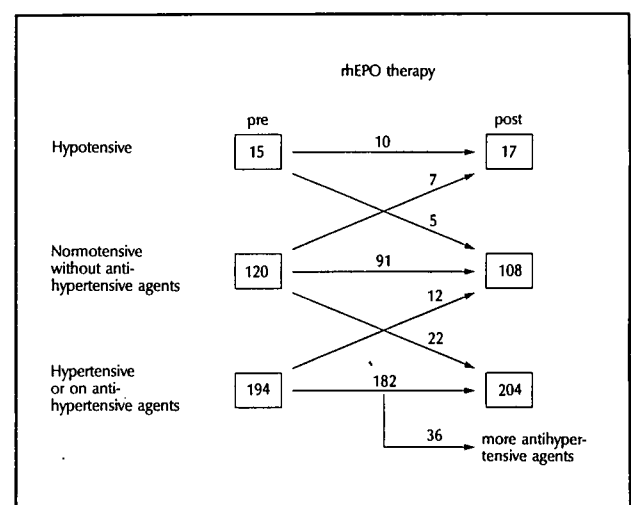 rhEPO therapy
pre
post
Hypotensive
15
10
17
7
5
Normotensive
without anti-
hypertensive agents
120
91
108
12
22
Hypertensive
or on anti-
hypertensive agents
194
182
204
36
more antihyper-
tensive agents